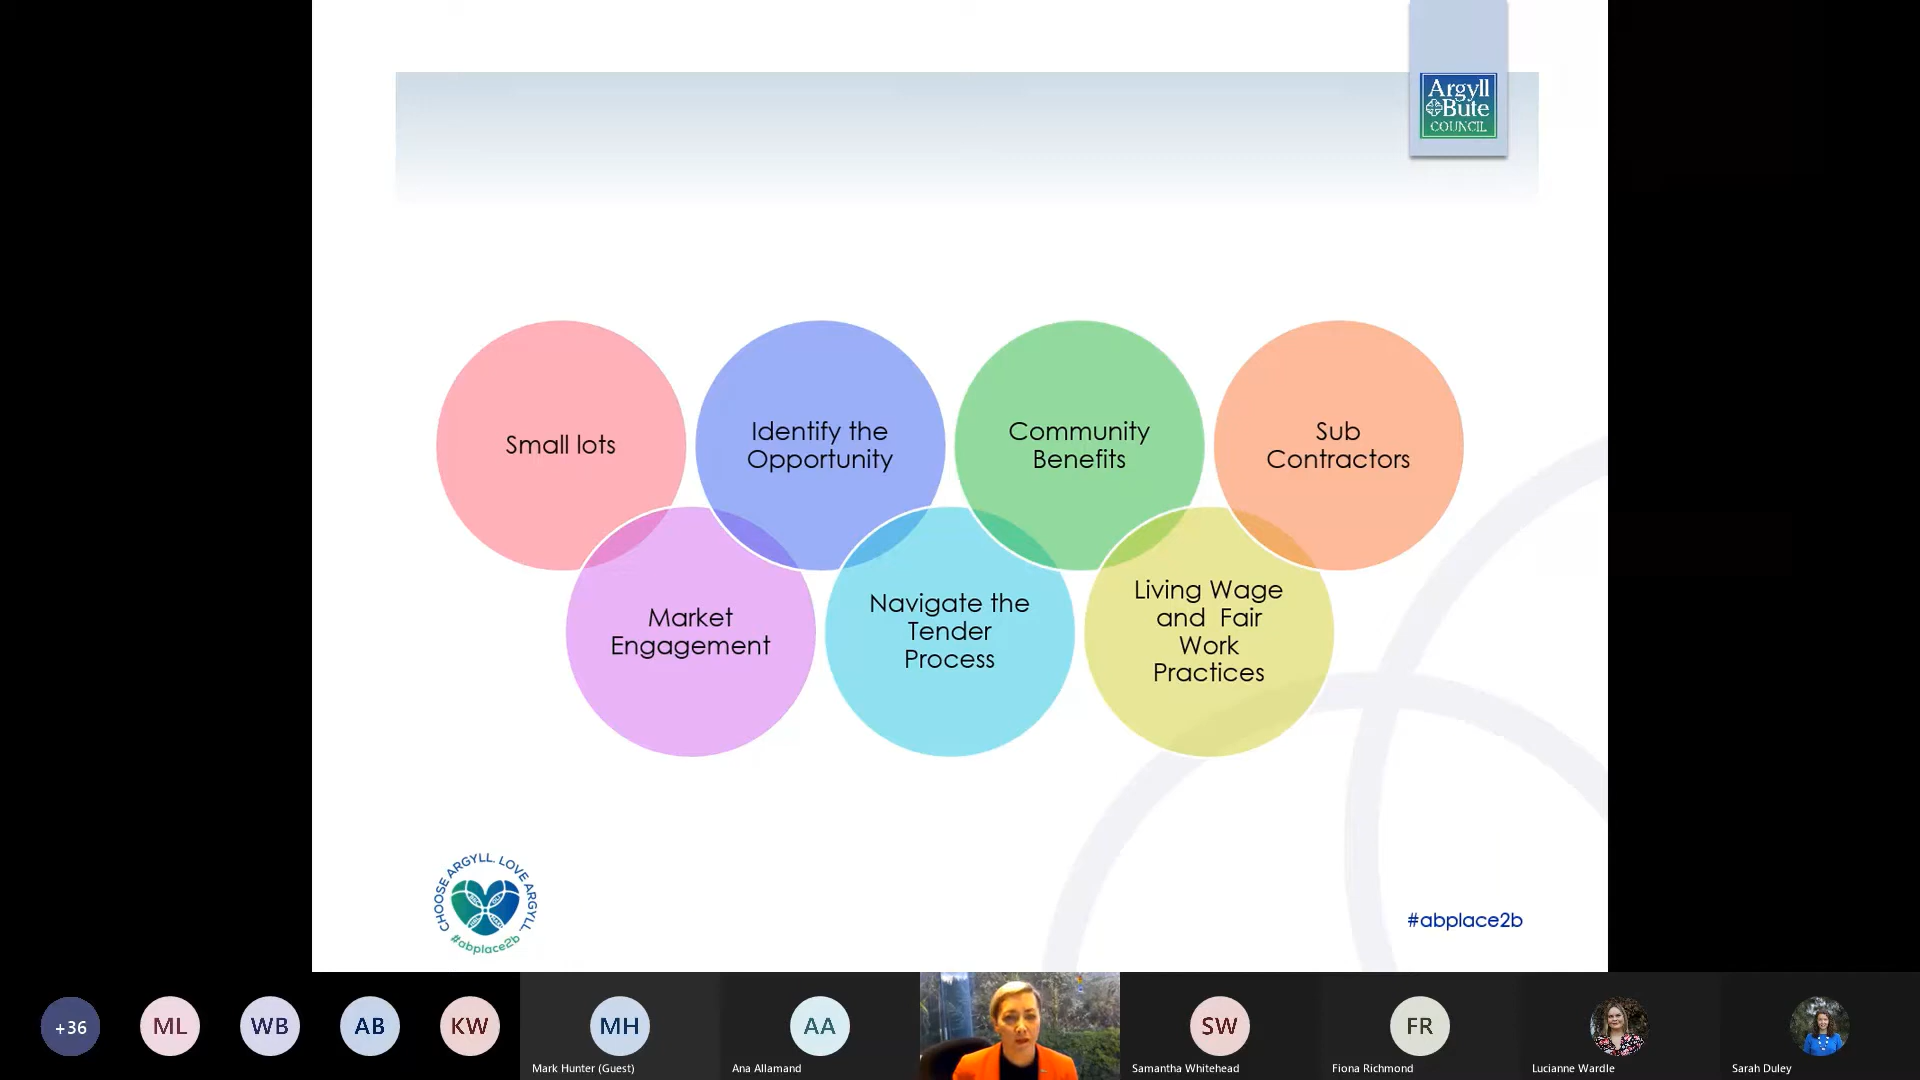 Argyll
Bute
COUNCIL
Small lots
Identify the
Opportunity
Community
Benefits
Sub
Contractors
Market
Engagement
Navigate the
Tender
Process
Living Wage
and  Fair
Work
Practices
CHOOSE ARGYLL. LOVE ARGYLL.
#abplace2b
#abplace2b
+36
ML
WB
AB
KW
MH
Mark Hunter (Guest)
AA
Ana Allamand
SW
Samantha Whitehead
FR
Fiona Richmond
Lucianne Wardle
Sarah Duley